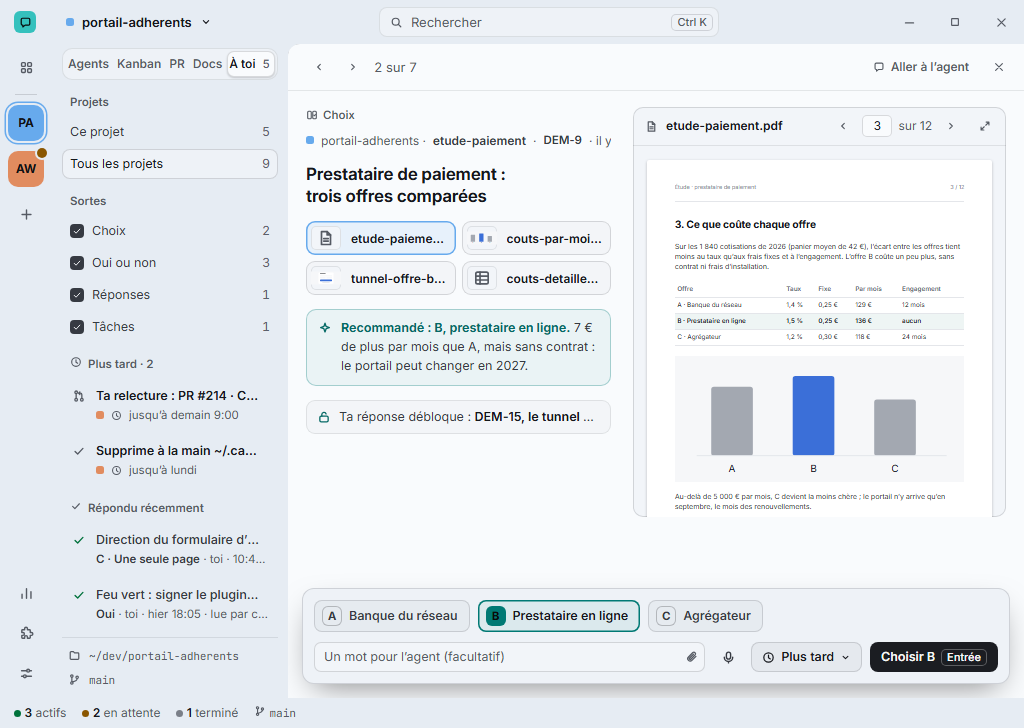 portail-adherents
Rechercher
Ctrl K
Agents Kanban PR Docs À toi 5
2 sur 7
Aller à l'agent
PA
AW
Projets
Ce projet 5
Tous les projets 9
Sortes
Choix 2
Oui ou non 3
Réponses 1
Tâches 1
Plus tard · 2
Ta relecture : PR #214 · C...
jusqu'à demain 9:00
Supprime à la main ~/.ca...
jusqu'à lundi
Répondu récemment
Direction du formulaire d'...
C · Une seule page · toi · 10:4...
Feu vert : signer le plugin...
Oui · toi · hier 18:05 · lue par c...
~/dev/portail-adherents
main
Choix
portail-adherents · etude-paiement · DEM-9 · il y
Prestataire de paiement :
trois offres comparées
etude-paieme...
couts-par-moi...
tunnel-offre-b...
couts-detaille...
Recommandé : B, prestataire en ligne. 7 €
de plus par mois que A, mais sans contrat :
le portail peut changer en 2027.
Ta réponse débloque : DEM-15, le tunnel ...
etude-paiement.pdf
3 sur 12
Étude · prestataire de paiement
3 / 12
3. Ce que coûte chaque offre
Sur les 1 840 cotisations de 2026 (panier moyen de 42 €), l'écart entre les offres tient
moins au taux qu'aux frais fixes et à l'engagement. L'offre B coûte un peu plus, sans
contrat ni frais d'installation.
Offre Taux Fixe Par mois Engagement
A · Banque du réseau 1,4 % 0,25 € 129 € 12 mois
B · Prestataire en ligne 1,5 % 0,25 € 136 € aucun
C · Agrégateur 1,2 % 0,30 € 118 € 24 mois
A B C
Au-delà de 5 000 € par mois, C devient la moins chère ; le portail n'y arrive qu'en
septembre, le mois des renouvellements.
A Banque du réseau
B Prestataire en ligne
C Agrégateur
Un mot pour l'agent (facultatif)
Plus tard
Choisir B Entrée
3 actifs 2 en attente 1 terminé main